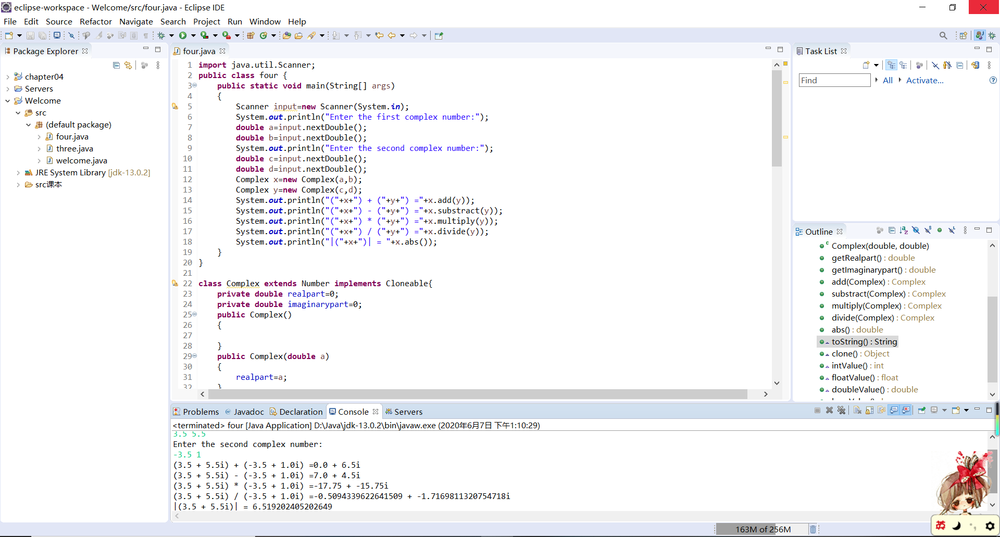 eclipse-workspace - Welcome/src/four.java - Eclipse IDE
File Edit Source Refactor Navigate Search Project Run Window Help
Package Explorer
chapter04
Servers
Welcome
src
(default package)
four.java
three.java
welcome.java
JRE System Library [jdk-13.0.2]
src课本
four.java
1 import java.util.Scanner;
2 public class four {
3 public static void main(String[] args)
4 {
5 Scanner input=new Scanner(System.in);
6 System.out.println("Enter the first complex number:");
7 double a=input.nextDouble();
8 double b=input.nextDouble();
9 System.out.println("Enter the second complex number:");
10 double c=input.nextDouble();
11 double d=input.nextDouble();
12 Complex x=new Complex(a,b);
13 Complex y=new Complex(c,d);
14 System.out.println("("+x+") + ("+y+") ="+x.add(y));
15 System.out.println("("+x+") - ("+y+") ="+x.substract(y));
16 System.out.println("("+x+") * ("+y+") ="+x.multiply(y));
17 System.out.println("("+x+") / ("+y+") ="+x.divide(y));
18 System.out.println("|("+x+")| = "+x.abs());
19 }
20 }
21
22 class Complex extends Number implements Cloneable{
23 private double realpart=0;
24 private double imaginarypart=0;
25 public Complex()
26 {
27
28 }
29 public Complex(double a)
30 {
31 realpart=a;
32 }
Task List
Find All Activate...
Outline
Complex(double, double)
getRealpart() : double
getImaginarypart() : double
add(Complex) : Complex
substract(Complex) : Complex
multiply(Complex) : Complex
divide(Complex) : Complex
abs() : double
toString() : String
clone() : Object
intValue() : int
floatValue() : float
doubleValue() : double
Problems Javadoc Declaration Console Servers
<terminated> four [Java Application] D:\Java\jdk-13.0.2\bin\javaw.exe (2020年6月7日 下午1:10:29)
3.5 5.5
Enter the second complex number:
-3.5 1
(3.5 + 5.5i) + (-3.5 + 1.0i) =0.0 + 6.5i
(3.5 + 5.5i) - (-3.5 + 1.0i) =7.0 + 4.5i
(3.5 + 5.5i) * (-3.5 + 1.0i) =-17.75 + -15.75i
(3.5 + 5.5i) / (-3.5 + 1.0i) =-0.5094339622641509 + -1.7169811320754718i
|(3.5 + 5.5i)| = 6.519202405202649
163M of 256M
英